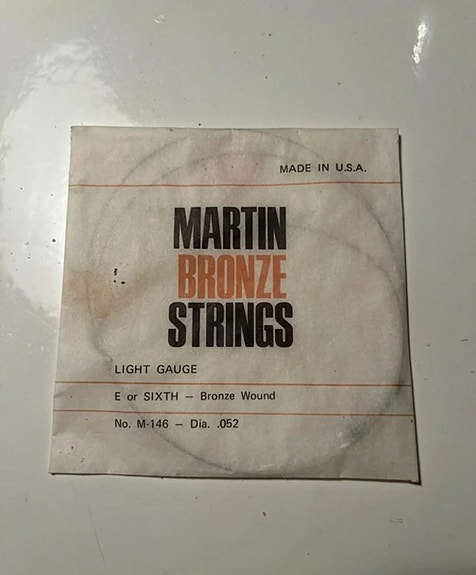 MADE IN U.S.A.
MARTIN
BRONZE
STRINGS
LIGHT GAUGE
E or SIXTH — Bronze Wound
No. M-146 — Dia. .052